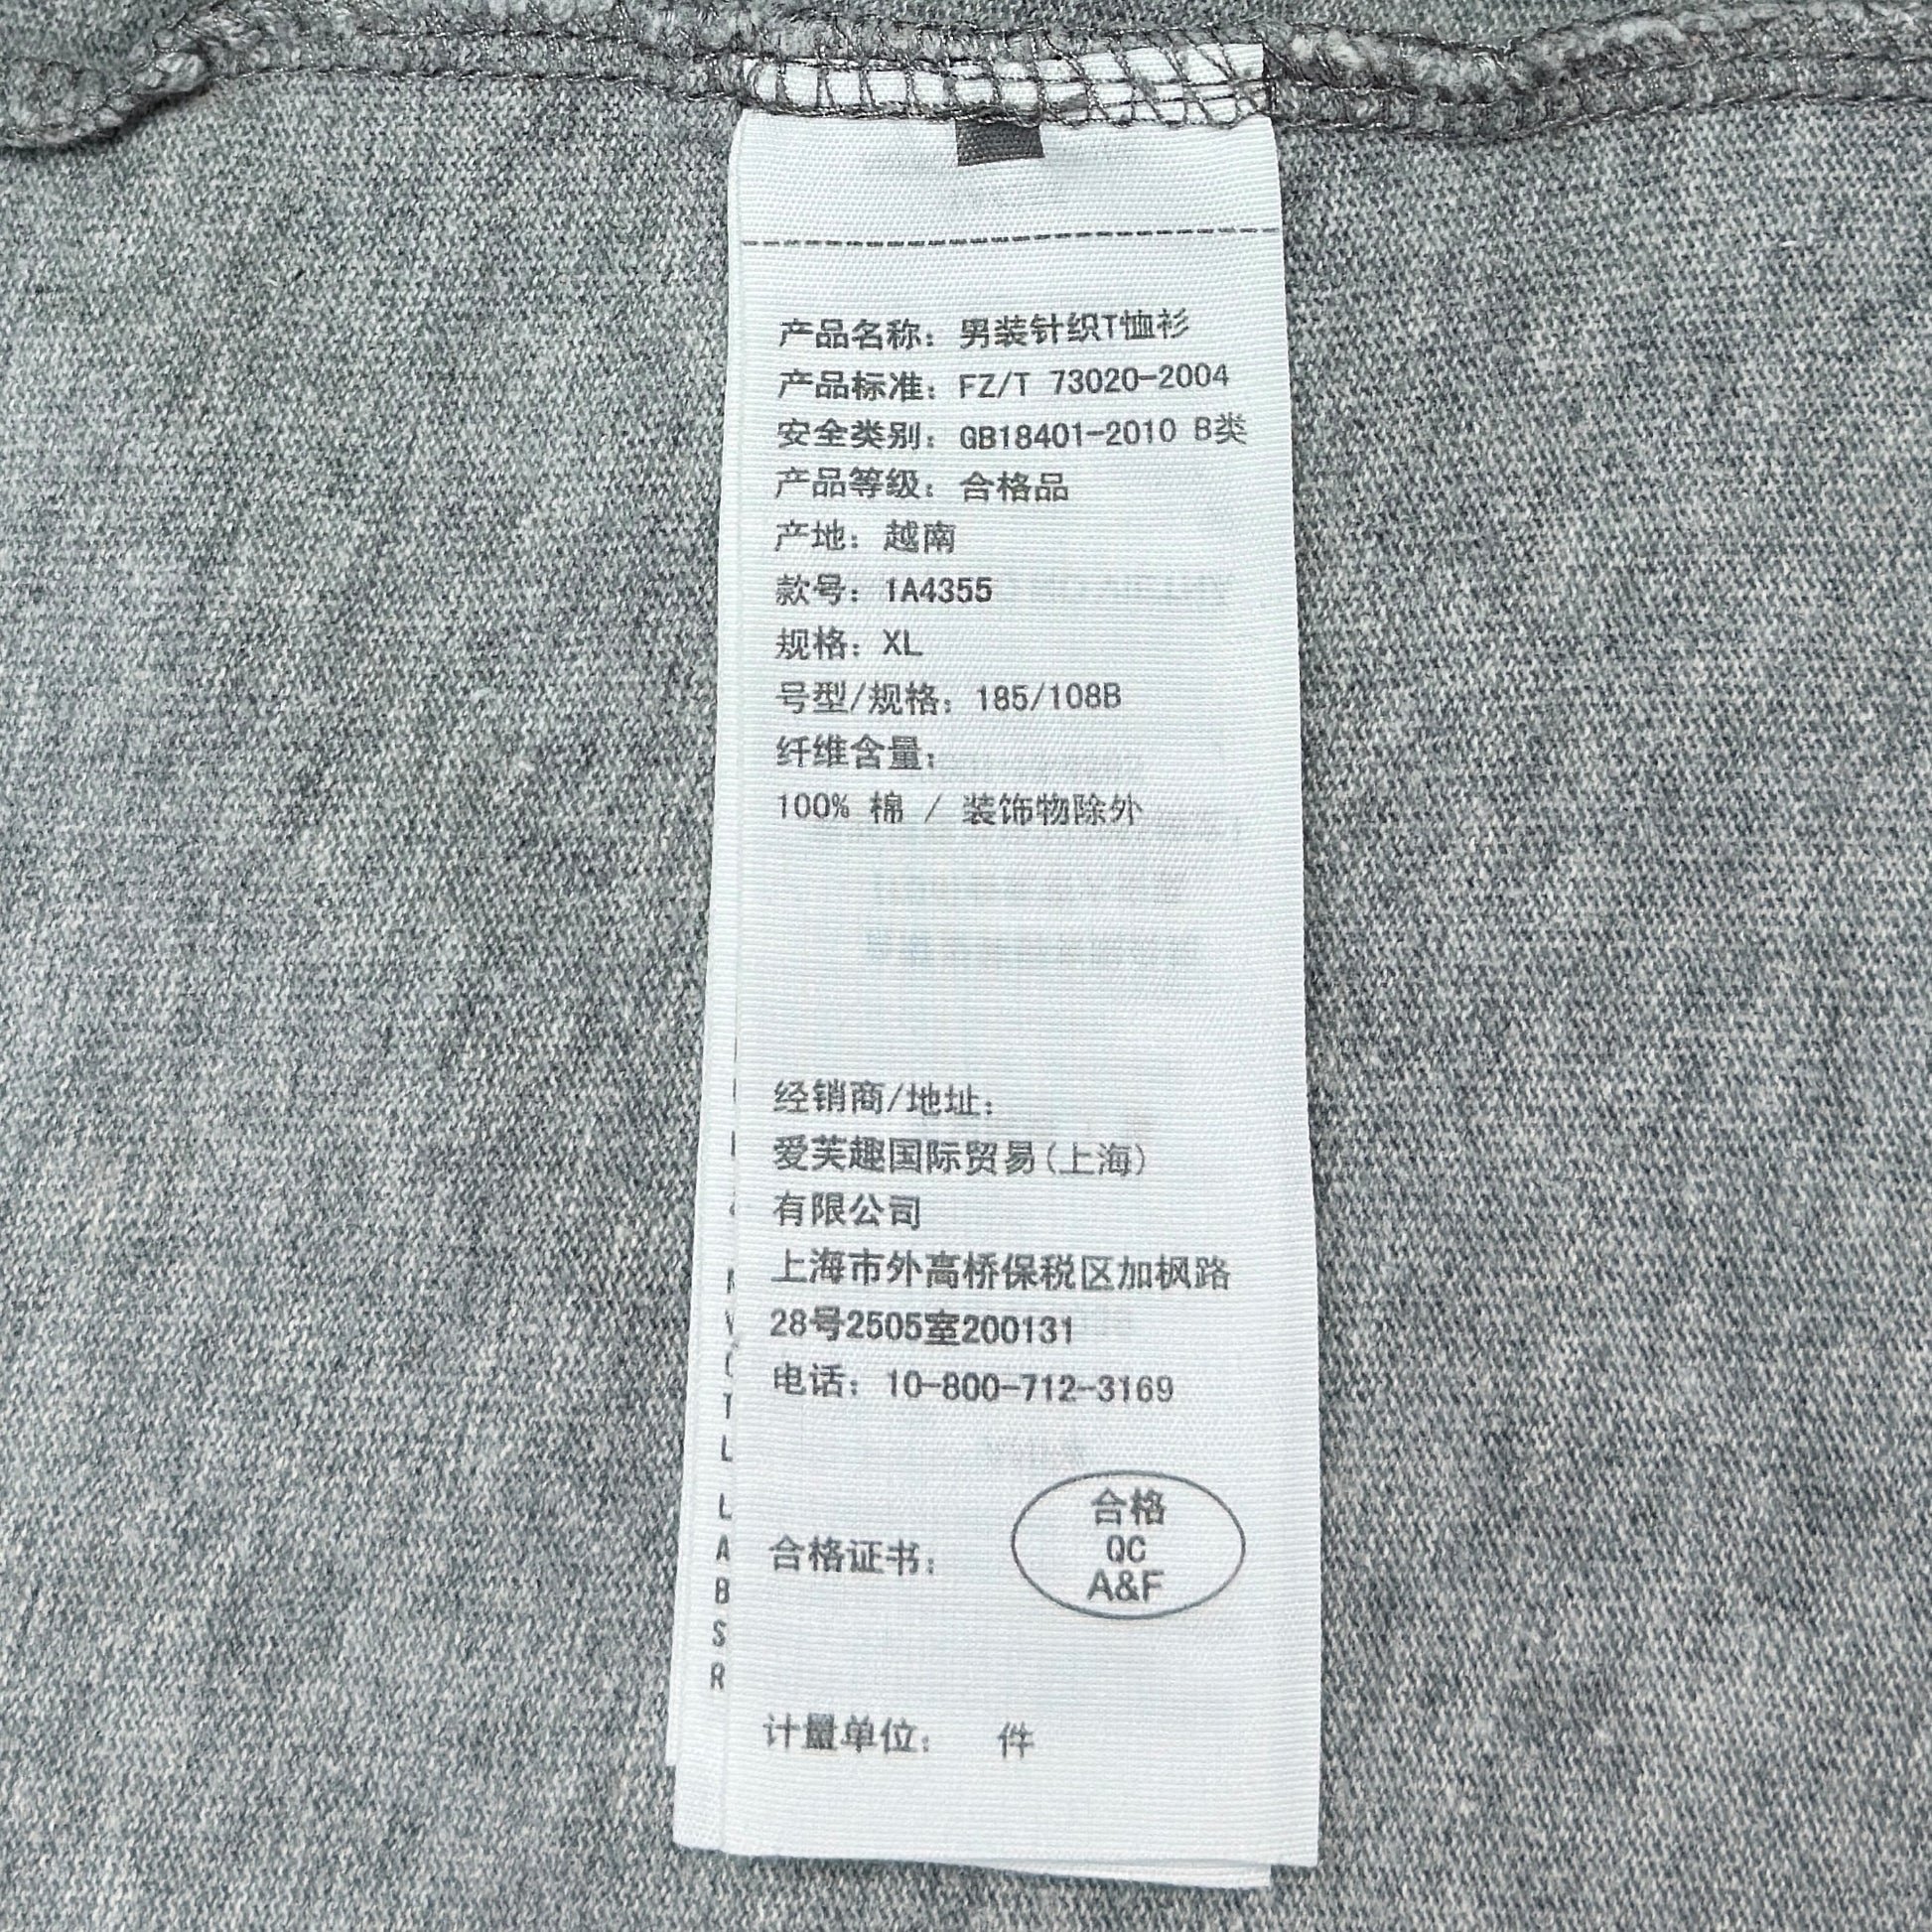 产品名称：男装针织T恤衫
产品标准：FZ/T 73020-2004
安全类别：GB18401-2010 B类
产品等级：合格品
产地：越南
款号：1A4355
规格：XL
号型/规格：185/108B
纤维含量：
100% 棉 / 装饰物除外
经销商/地址：
爱芙趣国际贸易(上海)
有限公司
上海市外高桥保税区加枫路
28号2505室200131
电话：10-800-712-3169
合格证书：
合格
QC
A&F
计量单位： 件